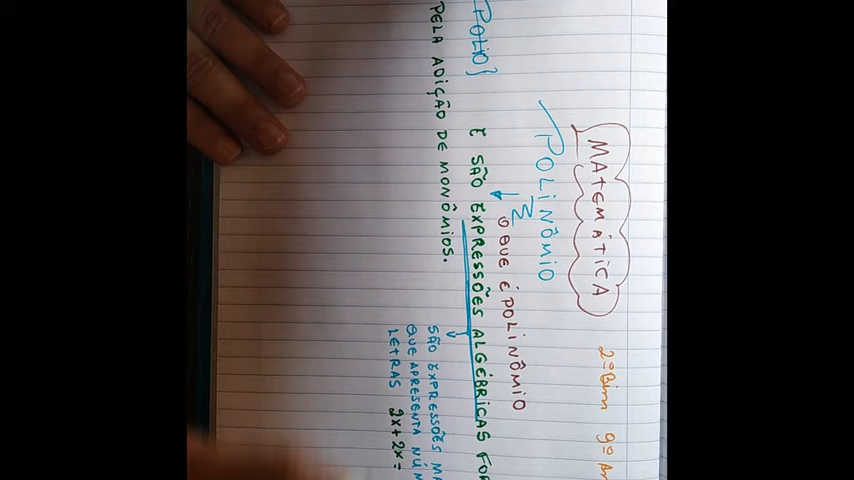 MATEMÁTICA 2º Bim 9º
POLINÔMIO
O QUE É POLINÔMIO
POLIO} E SÃO EXPRESSÕES ALGÉBRICAS FOR
PELA ADIÇÃO DE MONÔMIOS.
SÃO EXPRESSÕES MA
QUE APRESENTA NÚM
LETRAS 2x+2x=